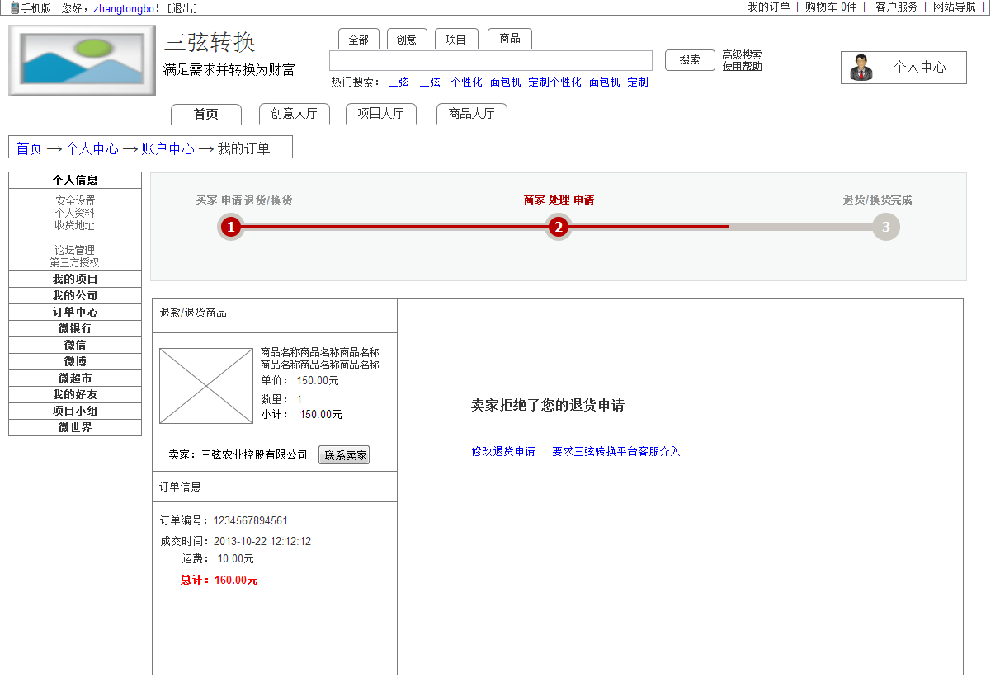 手机版 您好，zhangtongbo！ [退出]
我的订单 | 购物车 0件 | 客户服务 | 网站导航 |
三弦转换
满足需求并转换为财富
全部 创意 项目 商品
搜索
高级搜索
使用帮助
热门搜索： 三弦 三弦 个性化 面包机 定制个性化 面包机 定制
个人中心
首页 创意大厅 项目大厅 商品大厅
首页 → 个人中心 → 账户中心 → 我的订单
个人信息
安全设置
个人资料
收货地址
论坛管理
第三方授权
我的项目
我的公司
订单中心
微银行
微信
微博
微超市
我的好友
项目小组
微世界
买家 申请 退货/换货 商家 处理 申请 退货/换货完成
1 2 3
退款/退货商品
商品名称商品名称商品名称
商品名称商品名称商品名称
单价： 150.00元
数量： 1
小计： 150.00元
卖家：三弦农业控股有限公司 联系卖家
订单信息
订单编号：1234567894561
成交时间：2013-10-22 12:12:12
运费： 10.00元
总计：160.00元
卖家拒绝了您的退货申请
修改退货申请 要求三弦转换平台客服介入